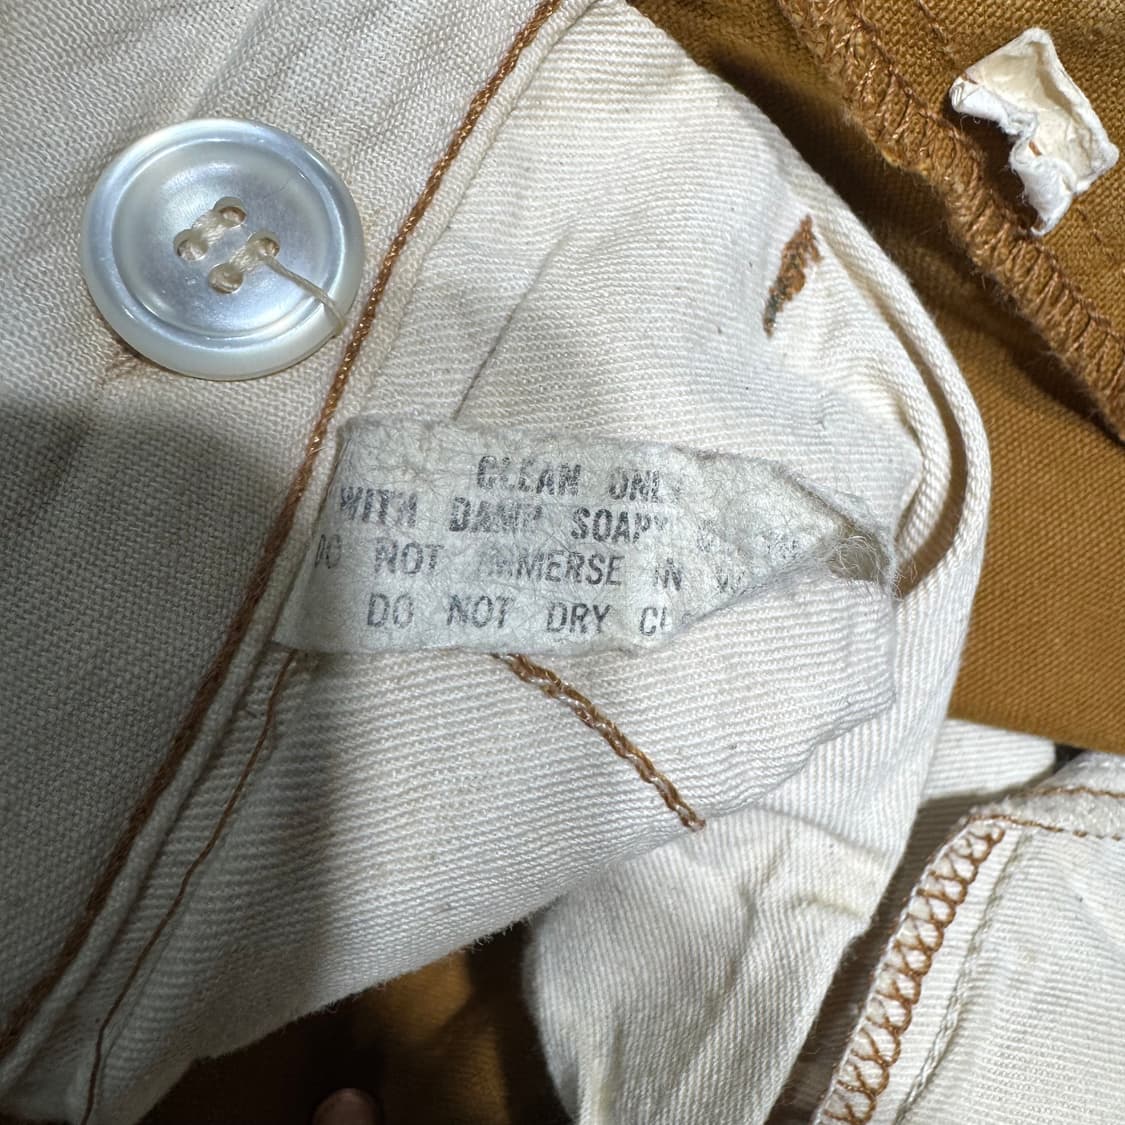 CLEAN ONLY
WITH DAMP SOAPY
DO NOT IMMERSE IN
DO NOT DRY